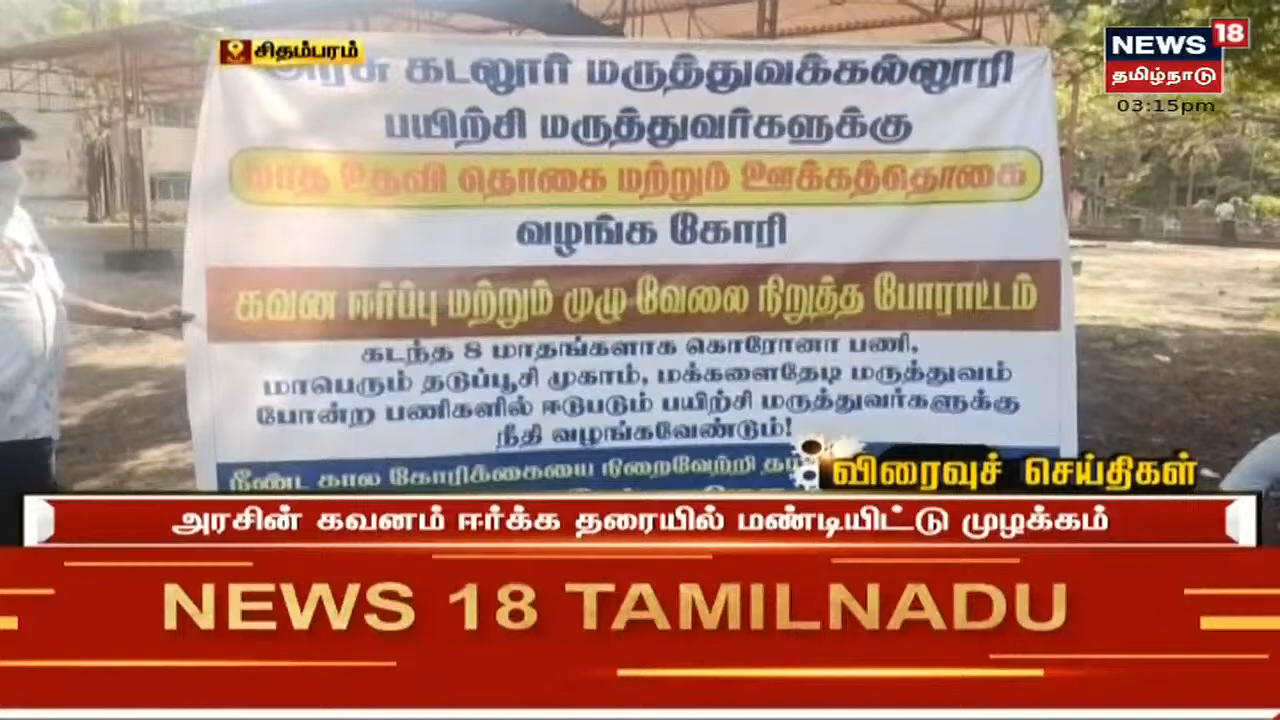 சிதம்பரம்
NEWS 18
தமிழ்நாடு
03:15pm
அரசு கடலூர் மருத்துவக்கல்லூரி
பயிற்சி மருத்துவர்களுக்கு
மாத உதவி தொகை மற்றும் ஊக்கத்தொகை
வழங்க கோரி
கவன ஈர்ப்பு மற்றும் முழு வேலை நிறுத்த போராட்டம்
கடந்த 8 மாதங்களாக கொரோனா பணி,
மாபெரும் தடுப்பூசி முகாம், மக்களைதேடி மருத்துவம்
போன்ற பணிகளில் ஈடுபடும் பயிற்சி மருத்துவர்களுக்கு
நீதி வழங்கவேண்டும்!
நீண்ட கால கோரிக்கையை நிறைவேற்றி
விரைவுச் செய்திகள்
அரசின் கவனம் ஈர்க்க தரையில் மண்டியிட்டு முழக்கம்
NEWS 18 TAMILNADU